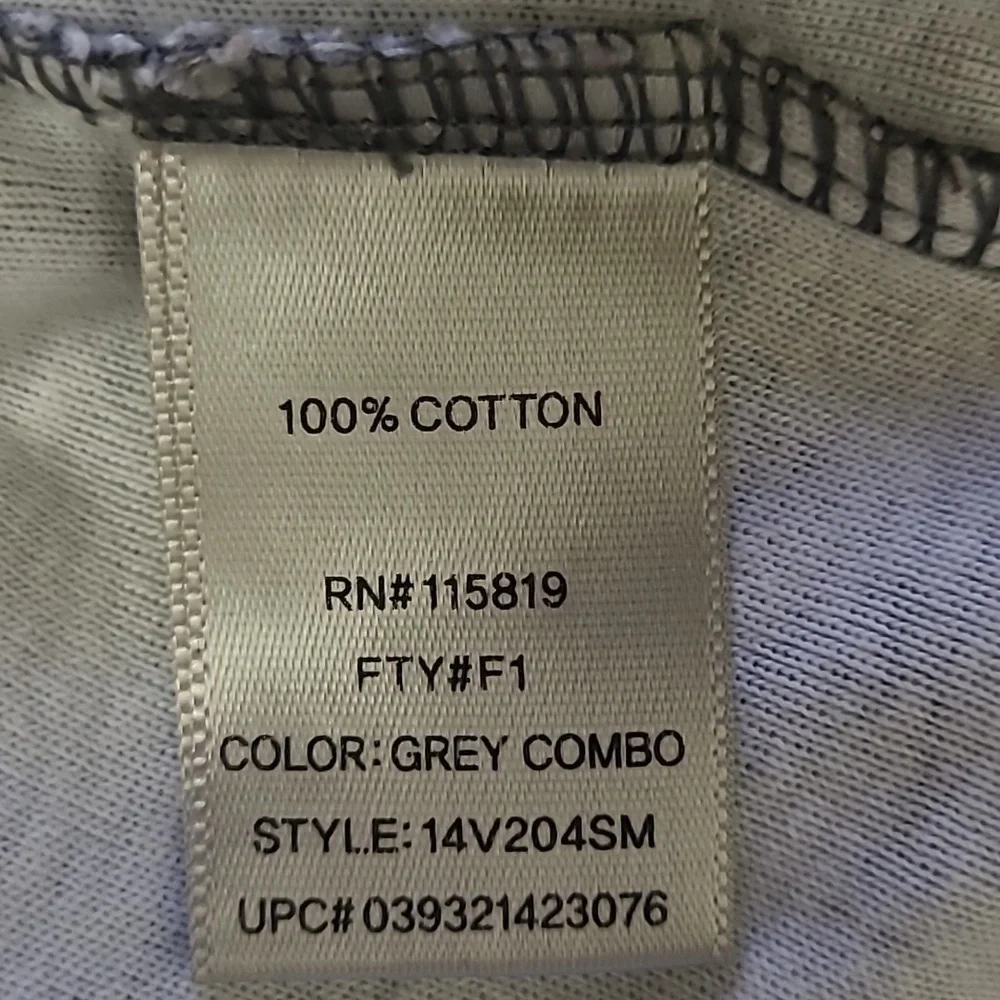 100% COTTON
RN# 115819
FTY#F1
COLOR: GREY COMBO
STYLE: 14V204SM
UPC# 039321423076